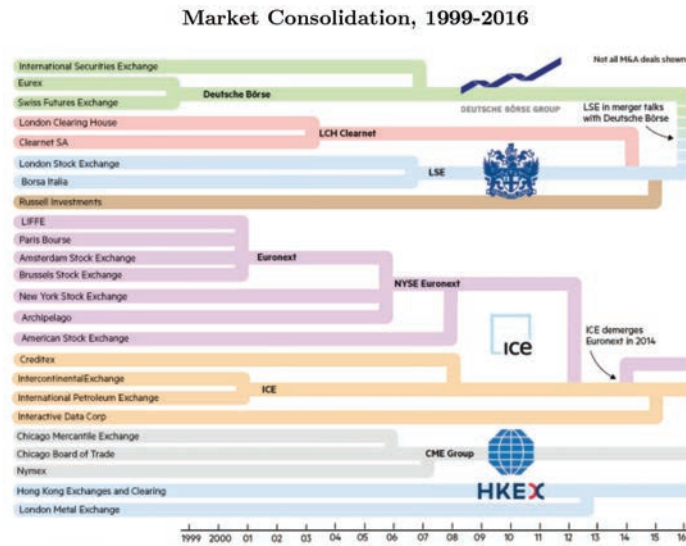 Market Consolidation, 1999-2016
International Securities Exchange
Not all M&A deals shown
Eurex
Deutsche Börse
Swiss Futures Exchange
DEUTSCHE BÖRSE GROUP
LSE in merger talks
with Deutsche Börse
London Clearing House
LCH Clearnet
Clearnet SA
London Stock Exchange
LSE
Borsa Italia
Russell Investments
LIFFE
Paris Bourse
Amsterdam Stock Exchange
Euronext
Brussels Stock Exchange
NYSE Euronext
New York Stock Exchange
Archipelago
American Stock Exchange
ice
ICE demerges
Euronext in 2014
Creditex
IntercontinentalExchange
ICE
International Petroleum Exchange
Interactive Data Corp
Chicago Mercantile Exchange
Chicago Board of Trade
CME Group
Nymex
Hong Kong Exchanges and Clearing
HKEX
London Metal Exchange
1999 2000 01 02 03 04 05 06 07 08 09 10 11 12 13 14 15 16